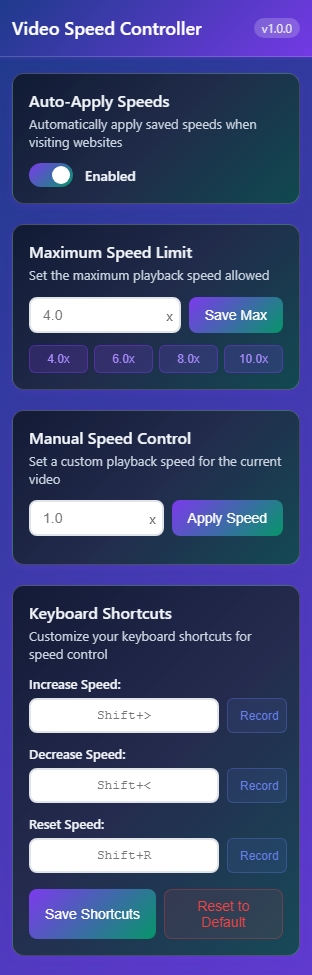 Video Speed Controller
v1.0.0
Auto-Apply Speeds
Automatically apply saved speeds when
visiting websites
Enabled
Maximum Speed Limit
Set the maximum playback speed allowed
4.0 x Save Max
4.0x 6.0x 8.0x 10.0x
Manual Speed Control
Set a custom playback speed for the current
video
1.0 x Apply Speed
Keyboard Shortcuts
Customize your keyboard shortcuts for
speed control
Increase Speed:
Shift+> Record
Decrease Speed:
Shift+< Record
Reset Speed:
Shift+R Record
Save Shortcuts
Reset to
Default